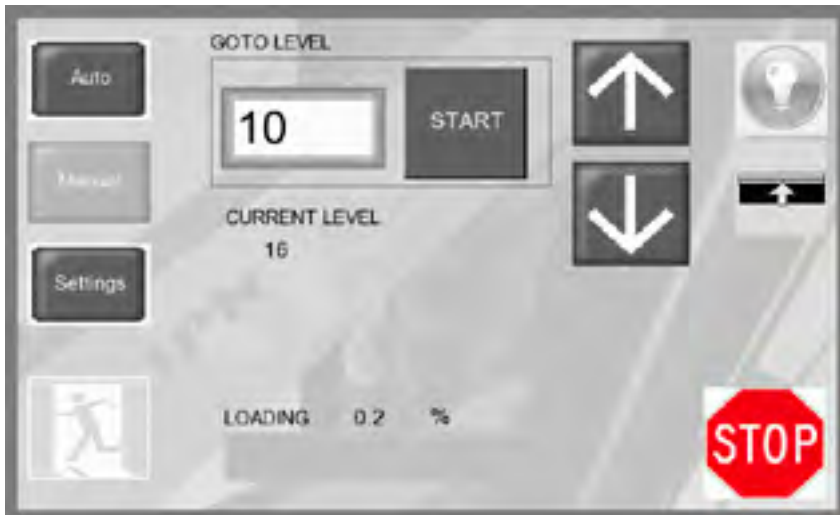 GOTO LEVEL
Auto
10
START
Manual
CURRENT LEVEL
16
Settings
LOADING 0.2 %
STOP